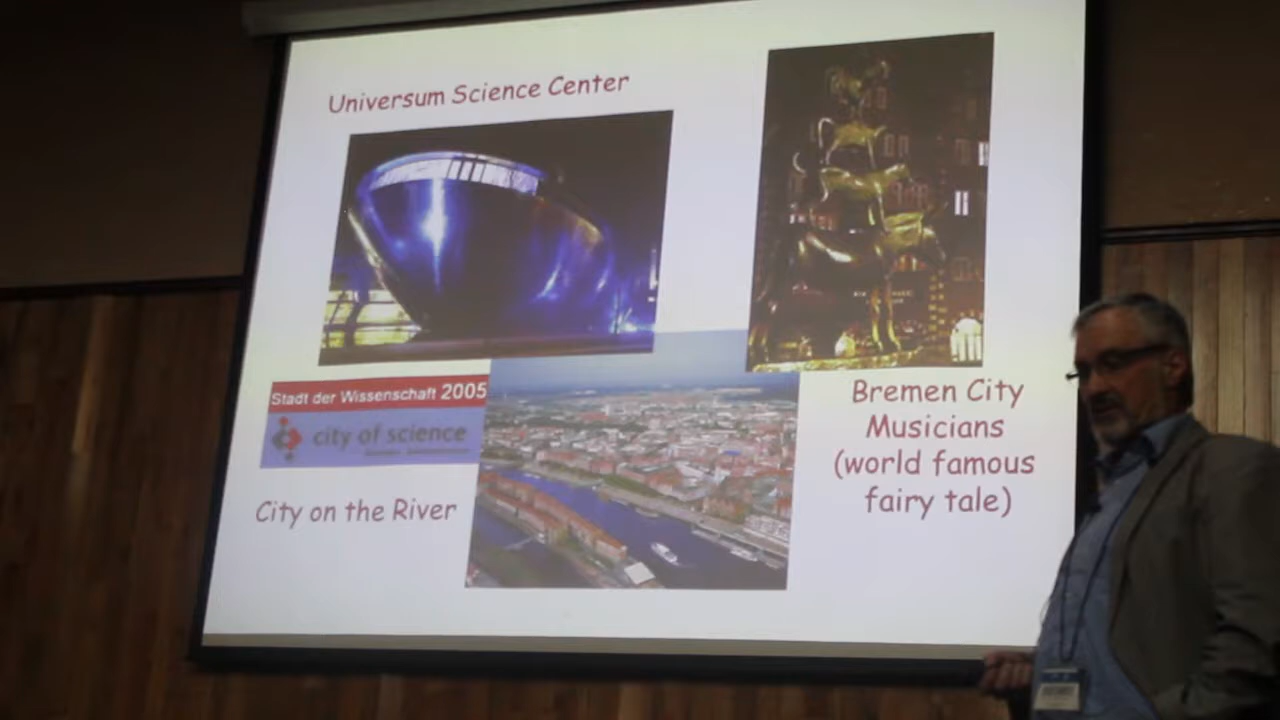 Universum Science Center
Stadt der Wissenschaft 2005
city of science
City on the River
Bremen City
Musicians
(world famous
fairy tale)